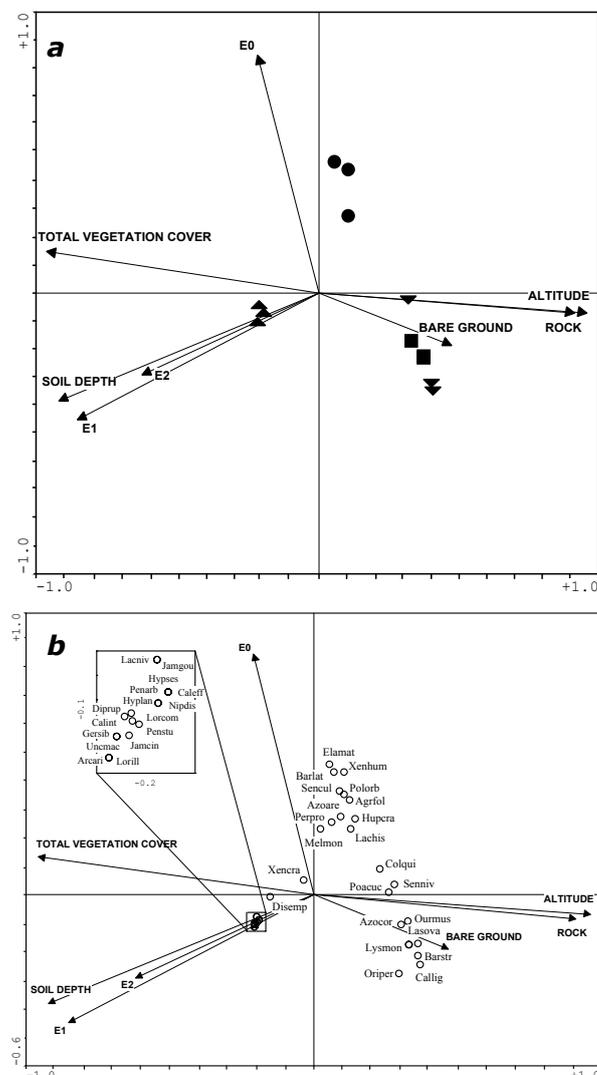 +1.0
a
E0
TOTAL VEGETATION COVER
ALTITUDE
BARE GROUND
ROCK
E2
SOIL DEPTH
E1
-1.0
-1.0
+1.0
+1.0
b
E0
Lacniv
Jamgou
Hypses
Penarb
Caleff
Hyplan
Nipdis
-0.1
Diprup
Lorcom
Calint
Penstu
Gersib
Uncmac
Jamcin
Arcari
Lorill
-0.2
Elamat
Xenhum
Barlat
Sencul
Polorb
Azoare
Agrfol
Perpro
Hupcra
Melmon
Lachis
TOTAL VEGETATION COVER
Xencra
Colqui
Senniv
Poacuc
Disemp
ALTITUDE
ROCK
Azocor
Ourmus
Lasova
BARE GROUND
Lysmon
Barstr
Oriper
Callig
E2
SOIL DEPTH
E1
-0.6
-1.0
+1.0